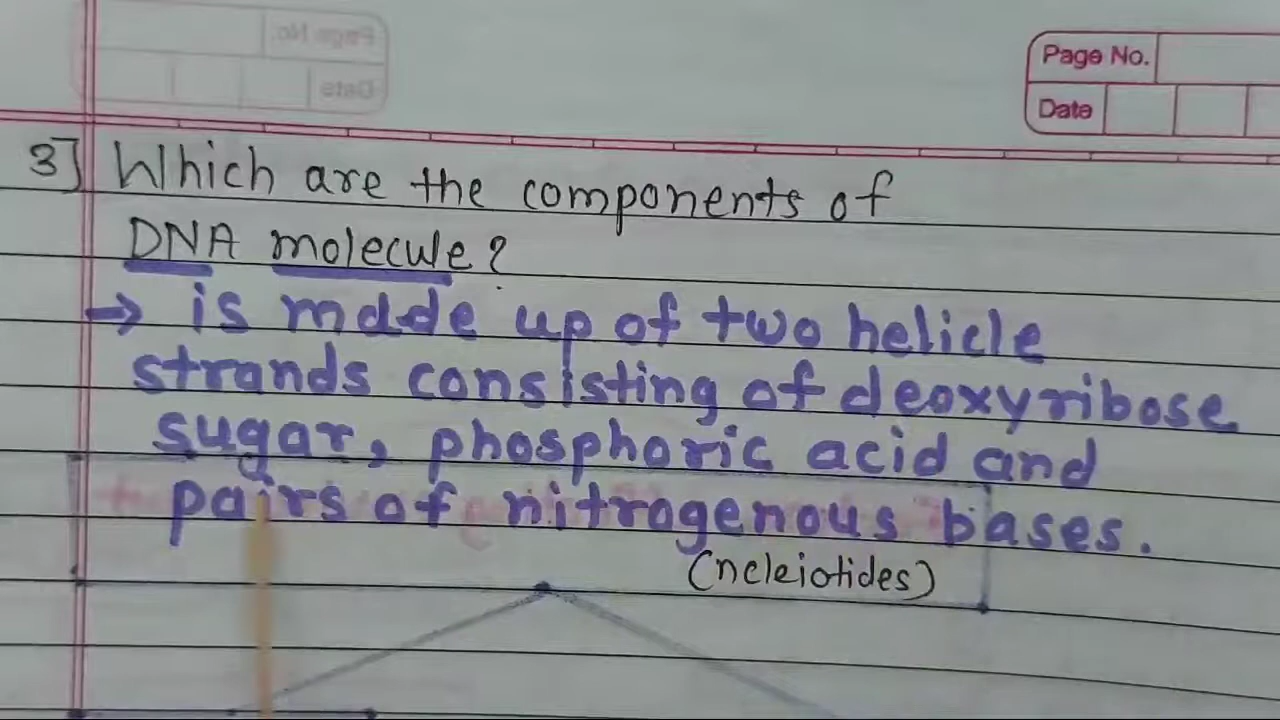 Page No.
Date
3] Which are the components of
DNA molecule?
→ is made up of two helicle
strands consisting of deoxyribose
sugar, phosphoric acid and
pairs of nitrogenous bases.
(ncleiotides)